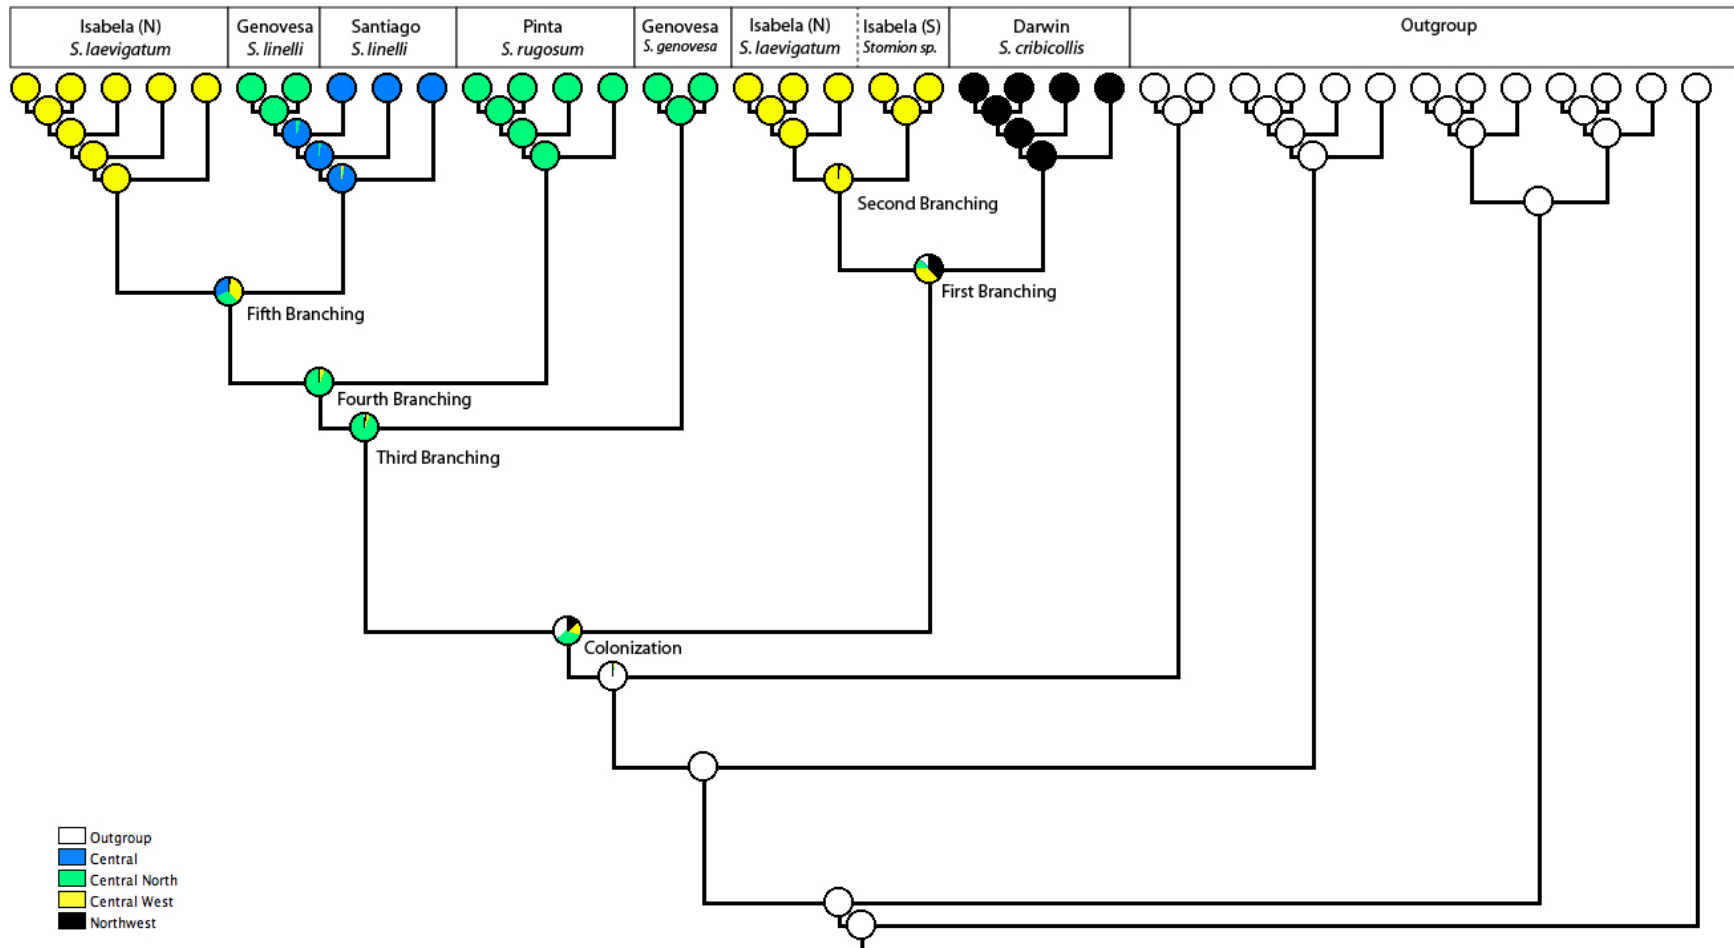 Isabela (N)
S. laevigatum
Genovesa
S. linelli
Santiago
S. linelli
Pinta
S. rugosum
Genovesa
S. genovesa
Isabela (N)
S. laevigatum
Isabela (S)
Stomion sp.
Darwin
S. cribicollis
Outgroup
Second Branching
First Branching
Fifth Branching
Fourth Branching
Third Branching
Colonization
Outgroup
Central
Central North
Central West
Northwest